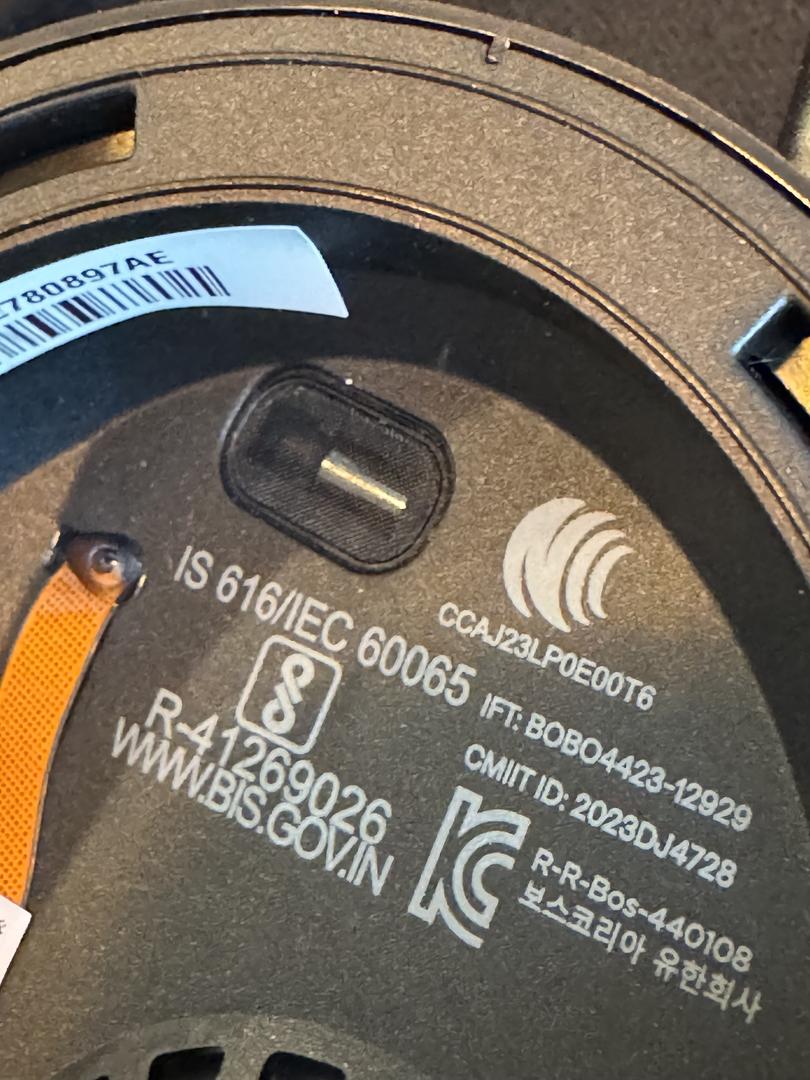 780897AE
IS 616/IEC 60065
R-41269026
WWW.BIS.GOV.IN
CCAJ23LP0E00T6
IFT: BOBO4423-12929
CMIIT ID: 2023DJ4728
R-R-Bos-440108
보스코리아 유한회사